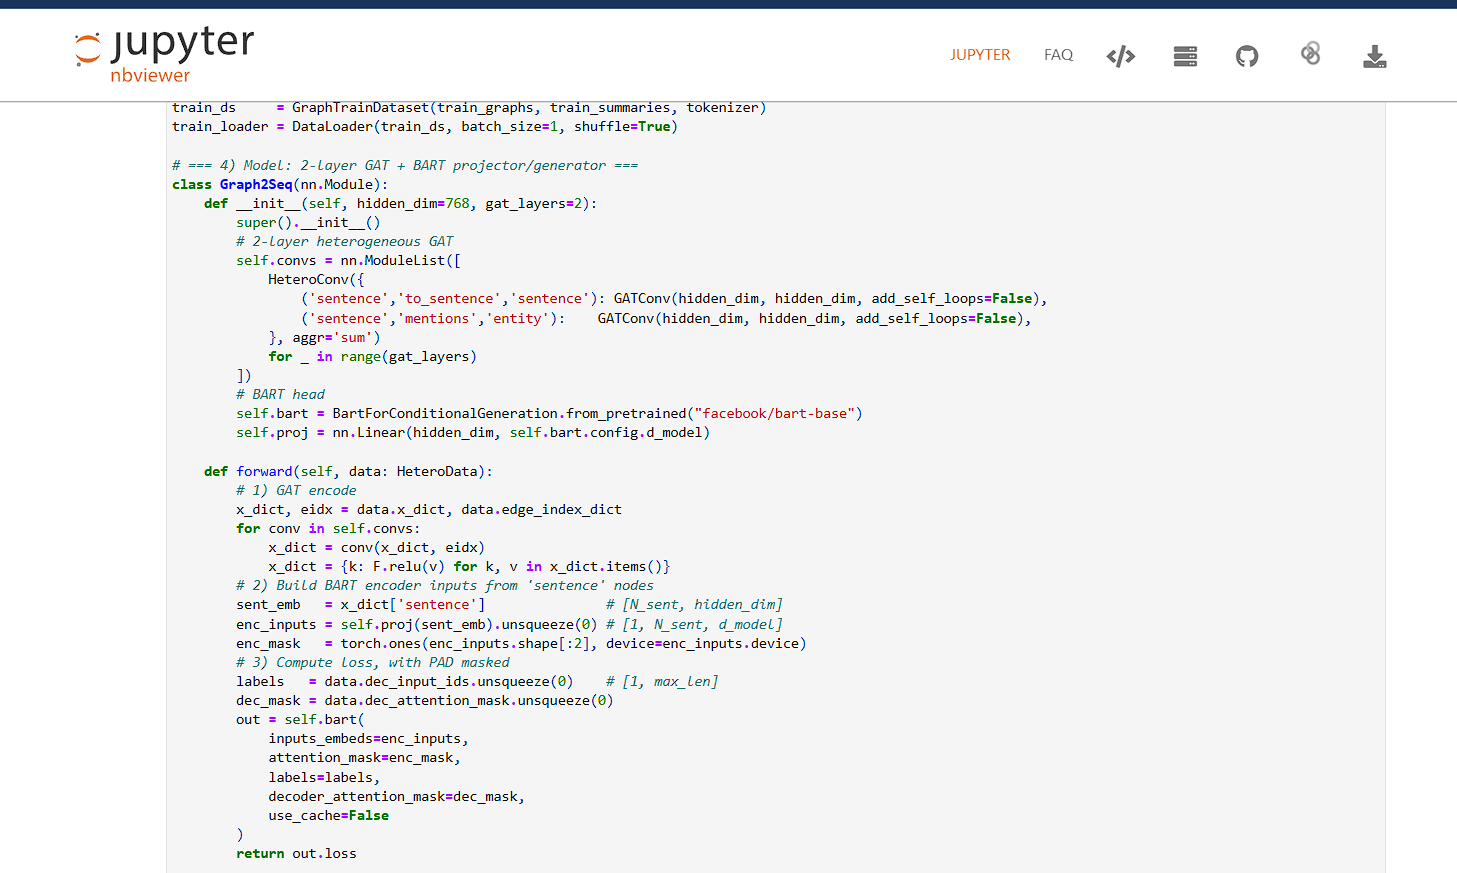 jupyter
nbviewer
JUPYTER FAQ
train_ds     = GraphTrainDataset(train_graphs, train_summaries, tokenizer)
train_loader = DataLoader(train_ds, batch_size=1, shuffle=True)
# === 4) Model: 2-layer GAT + BART projector/generator ===
class Graph2Seq(nn.Module):
    def __init__(self, hidden_dim=768, gat_layers=2):
        super().__init__()
        # 2-layer heterogeneous GAT
        self.convs = nn.ModuleList([
            HeteroConv({
                ('sentence','to_sentence','sentence'): GATConv(hidden_dim, hidden_dim, add_self_loops=False),
                ('sentence','mentions','entity'):    GATConv(hidden_dim, hidden_dim, add_self_loops=False),
            }, aggr='sum')
            for _ in range(gat_layers)
        ])
        # BART head
        self.bart = BartForConditionalGeneration.from_pretrained("facebook/bart-base")
        self.proj = nn.Linear(hidden_dim, self.bart.config.d_model)
    def forward(self, data: HeteroData):
        # 1) GAT encode
        x_dict, eidx = data.x_dict, data.edge_index_dict
        for conv in self.convs:
            x_dict = conv(x_dict, eidx)
            x_dict = {k: F.relu(v) for k, v in x_dict.items()}
        # 2) Build BART encoder inputs from 'sentence' nodes
        sent_emb   = x_dict['sentence']               # [N_sent, hidden_dim]
        enc_inputs = self.proj(sent_emb).unsqueeze(0) # [1, N_sent, d_model]
        enc_mask   = torch.ones(enc_inputs.shape[:2], device=enc_inputs.device)
        # 3) Compute loss, with PAD masked
        labels   = data.dec_input_ids.unsqueeze(0)    # [1, max_len]
        dec_mask = data.dec_attention_mask.unsqueeze(0)
        out = self.bart(
            inputs_embeds=enc_inputs,
            attention_mask=enc_mask,
            labels=labels,
            decoder_attention_mask=dec_mask,
            use_cache=False
        )
        return out.loss